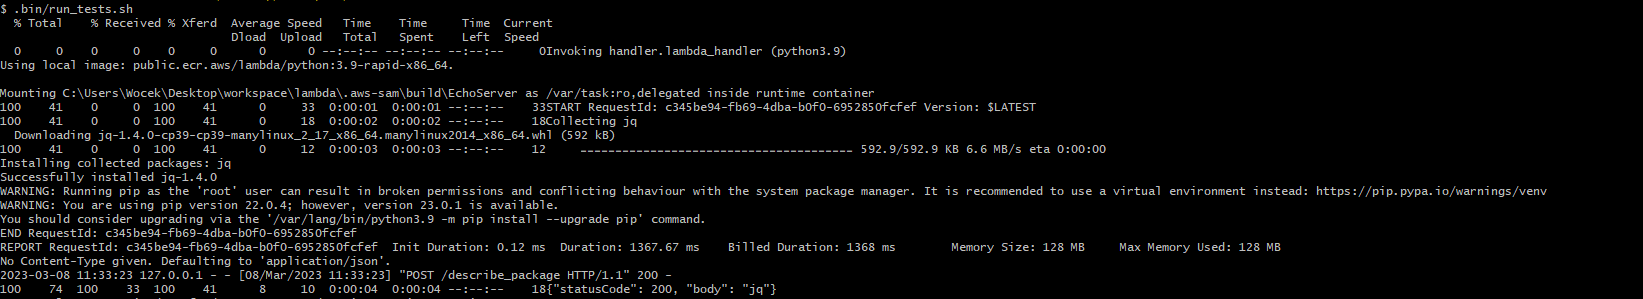 $ .bin/run_tests.sh
  % Total    % Received % Xferd  Average Speed   Time    Time     Time  Current
                                 Dload  Upload   Total   Spent    Left  Speed
  0     0    0     0    0     0      0      0 --:--:-- --:--:-- --:--:--     0Invoking handler.lambda_handler (python3.9)
Using local image: public.ecr.aws/lambda/python:3.9-rapid-x86_64.

Mounting C:\Users\Wocek\Desktop\workspace\lambda\.aws-sam\build\EchoServer as /var/task:ro,delegated inside runtime container
100    41    0     0  100    41      0     33  0:00:01  0:00:01 --:--:--    33START RequestId: c345be94-fb69-4dba-b0f0-6952850fcfef Version: $LATEST
100    41    0     0  100    41      0     18  0:00:02  0:00:02 --:--:--    18Collecting jq
  Downloading jq-1.4.0-cp39-cp39-manylinux_2_17_x86_64.manylinux2014_x86_64.whl (592 kB)
100    41    0     0  100    41      0     12  0:00:03  0:00:03 --:--:--    12     --------------------------------------- 592.9/592.9 KB 6.6 MB/s eta 0:00:00
Installing collected packages: jq
Successfully installed jq-1.4.0
WARNING: Running pip as the 'root' user can result in broken permissions and conflicting behaviour with the system package manager. It is recommended to use a virtual environment instead: https://pip.pypa.io/warnings/venv
WARNING: You are using pip version 22.0.4; however, version 23.0.1 is available.
You should consider upgrading via the '/var/lang/bin/python3.9 -m pip install --upgrade pip' command.
END RequestId: c345be94-fb69-4dba-b0f0-6952850fcfef
REPORT RequestId: c345be94-fb69-4dba-b0f0-6952850fcfef  Init Duration: 0.12 ms  Duration: 1367.67 ms    Billed Duration: 1368 ms        Memory Size: 128 MB     Max Memory Used: 128 MB
No Content-Type given. Defaulting to 'application/json'.
2023-03-08 11:33:23 127.0.0.1 - - [08/Mar/2023 11:33:23] "POST /describe_package HTTP/1.1" 200 -
100    74  100    33  100    41      8     10  0:00:04  0:00:04 --:--:--    18{"statusCode": 200, "body": "jq"}